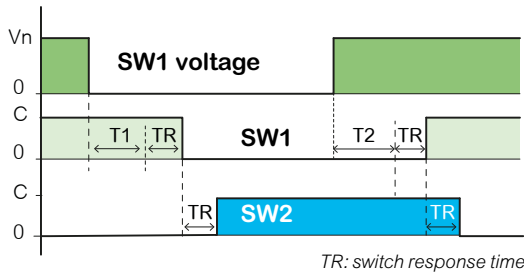 Vn
SW1 voltage
0
C
T1 TR SW1 T2 TR
0
C
TR SW2 TR
0
TR: switch response time